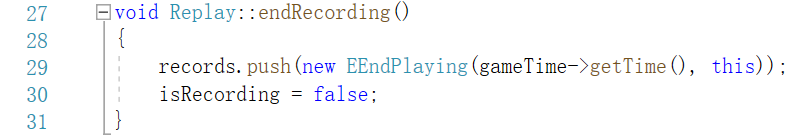 27 void Replay::endRecording()
28 {
29 records.push(new EEndPlaying(gameTime->getTime(), this));
30 isRecording = false;
31 }